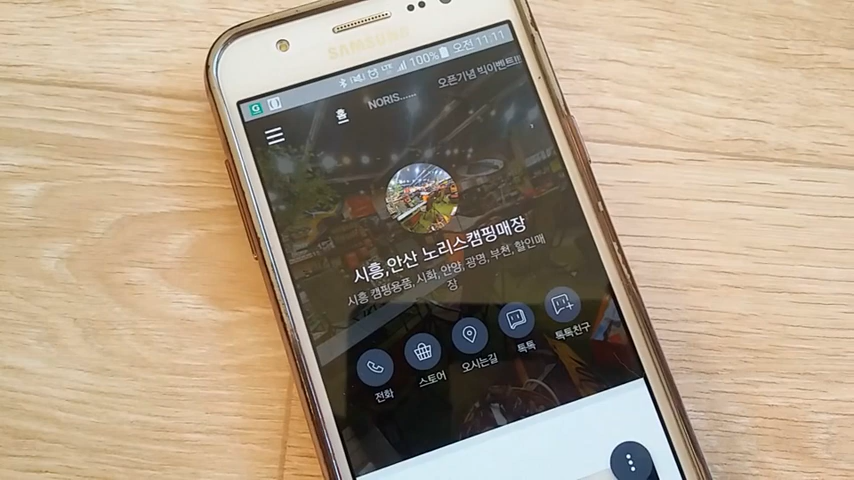 SAMSUNG
LTE 100% 오전 11:11
홈 NORIS...... 오픈기념 빅이벤트!!
시흥,안산 노리스캠핑매장
시흥 캠핑용품, 시화, 안양, 광명, 부천, 할인매
장
전화 스토어 오시는길 톡톡 톡톡친구